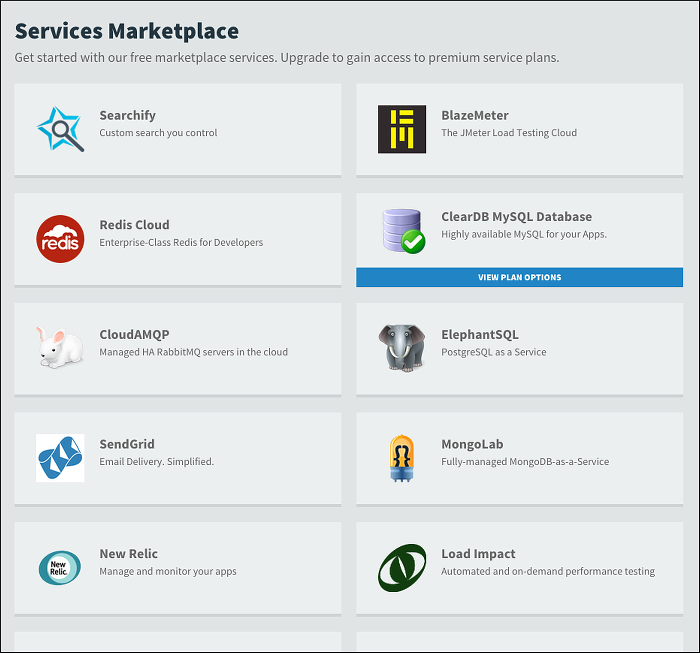 Services Marketplace
Get started with our free marketplace services. Upgrade to gain access to premium service plans.
Searchify
Custom search you control
BlazeMeter
The JMeter Load Testing Cloud
redis
Redis Cloud
Enterprise-Class Redis for Developers
ClearDB MySQL Database
Highly available MySQL for your Apps.
VIEW PLAN OPTIONS
CloudAMQP
Managed HA RabbitMQ servers in the cloud
ElephantSQL
PostgreSQL as a Service
SendGrid
Email Delivery. Simplified.
MongoLab
Fully-managed MongoDB-as-a-Service
New
Relic.
New Relic
Manage and monitor your apps
Load Impact
Automated and on-demand performance testing